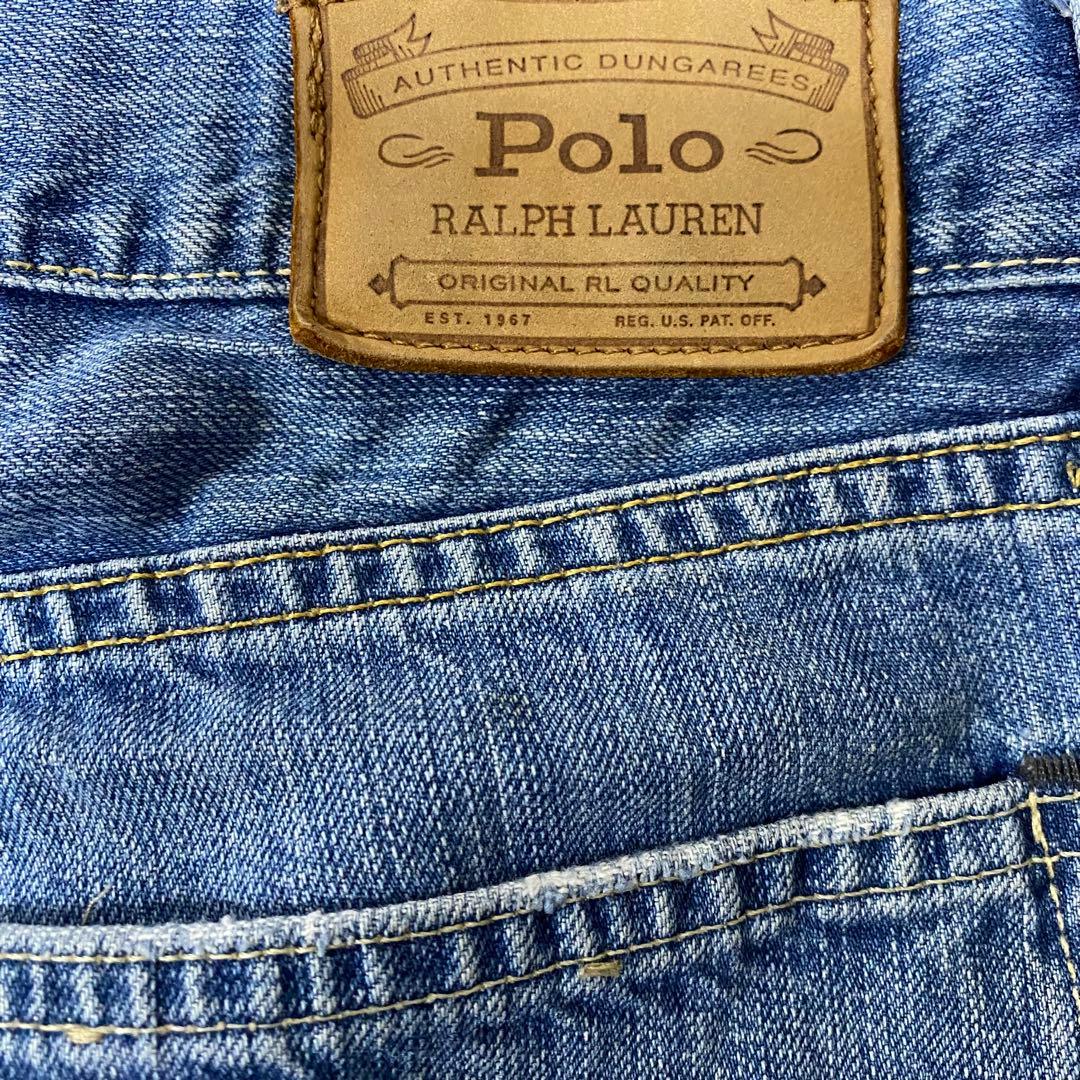 AUTHENTIC DUNGAREES
Polo
RALPH LAUREN
ORIGINAL RL QUALITY
EST. 1967 REG. U.S. PAT. OFF.